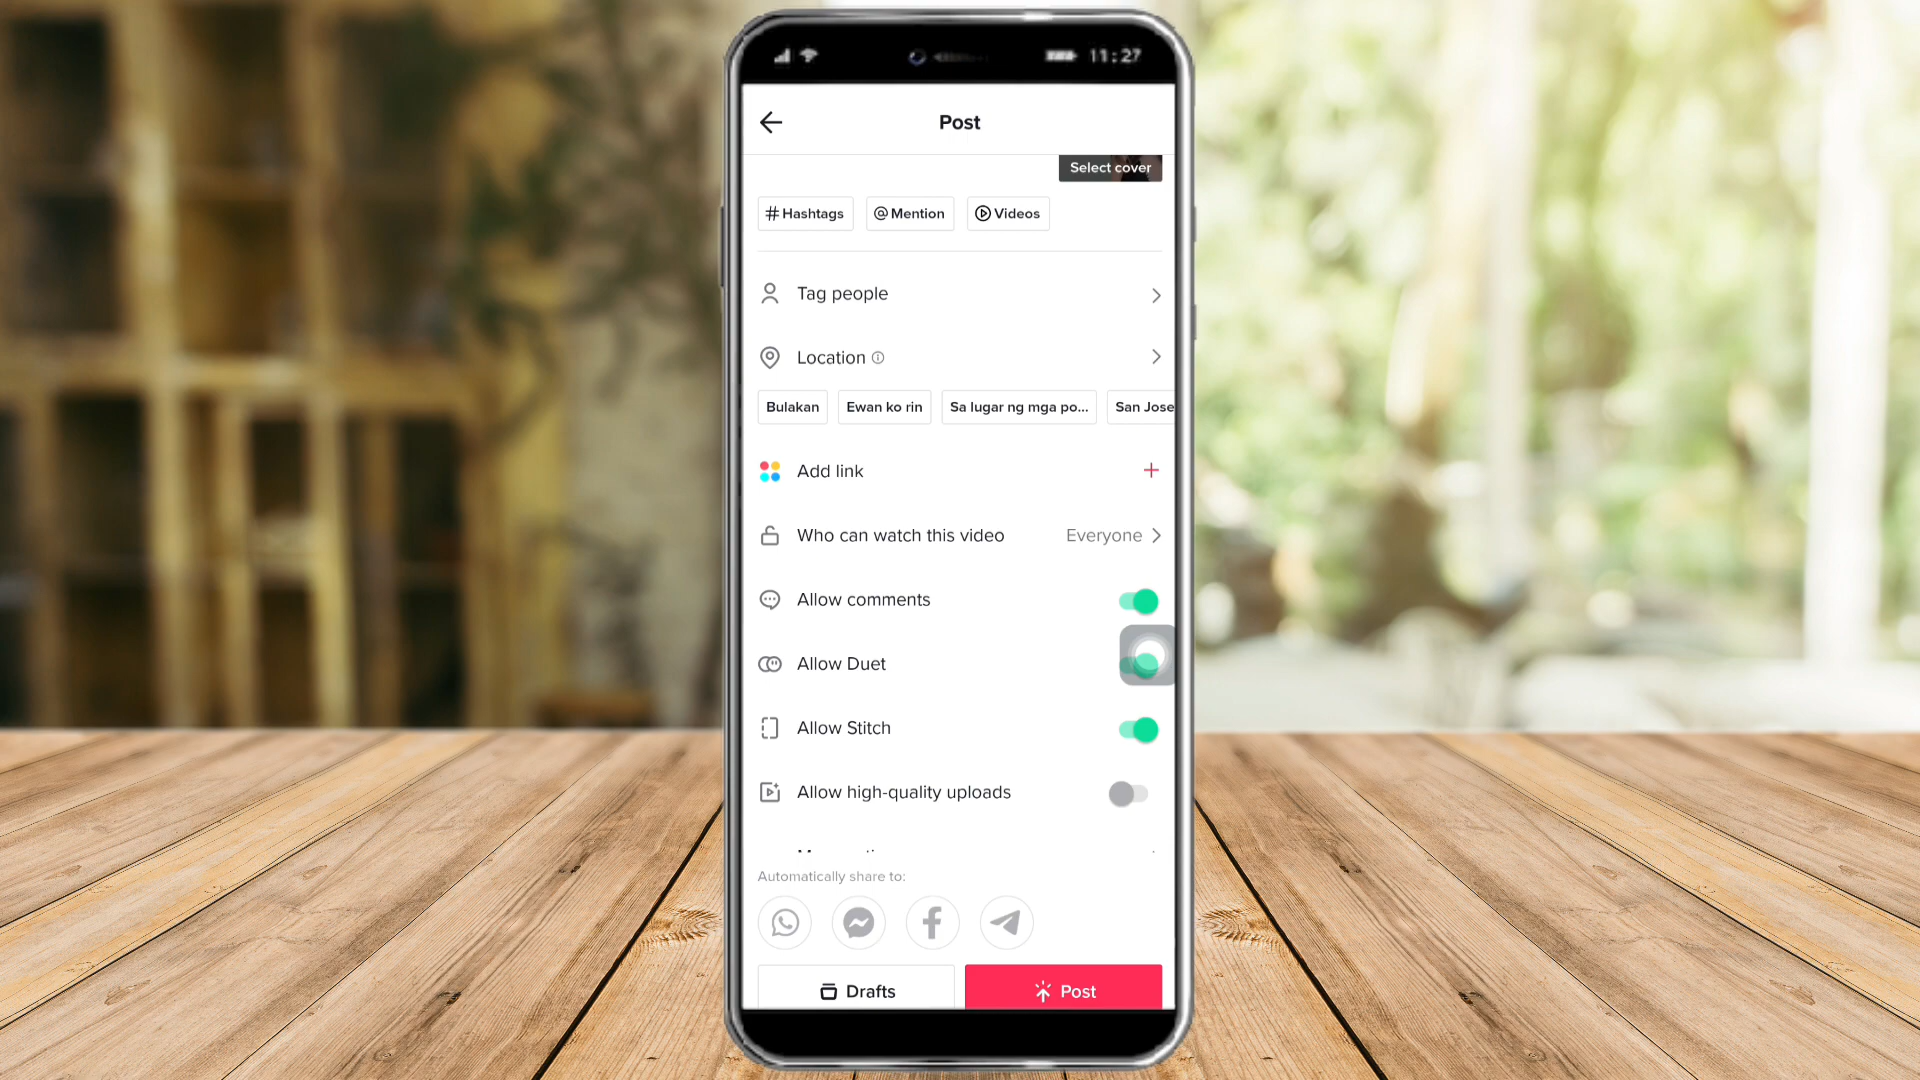 11:27
Post
Select cover
# Hashtags @ Mention Videos
Tag people
Location
Bulakan Ewan ko rin Sa lugar ng mga po... San Jose
Add link +
Who can watch this video Everyone
Allow comments
Allow Duet
Allow Stitch
Allow high-quality uploads
Automatically share to:
Drafts Post